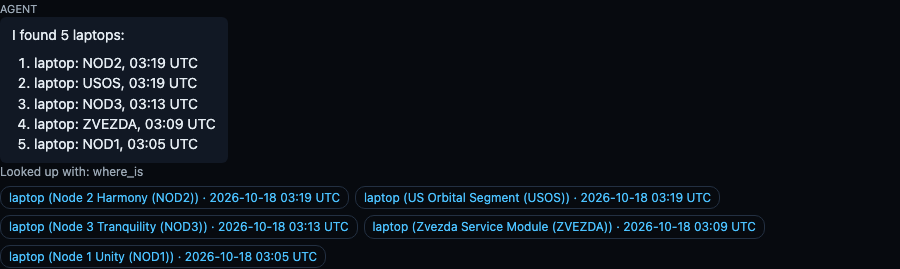 AGENT
I found 5 laptops:
1. laptop: NOD2, 03:19 UTC
2. laptop: USOS, 03:19 UTC
3. laptop: NOD3, 03:13 UTC
4. laptop: ZVEZDA, 03:09 UTC
5. laptop: NOD1, 03:05 UTC
Looked up with: where_is
laptop (Node 2 Harmony (NOD2)) · 2026-10-18 03:19 UTC
laptop (US Orbital Segment (USOS)) · 2026-10-18 03:19 UTC
laptop (Node 3 Tranquility (NOD3)) · 2026-10-18 03:13 UTC
laptop (Zvezda Service Module (ZVEZDA)) · 2026-10-18 03:09 UTC
laptop (Node 1 Unity (NOD1)) · 2026-10-18 03:05 UTC